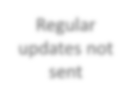 Regular
updates not
sent